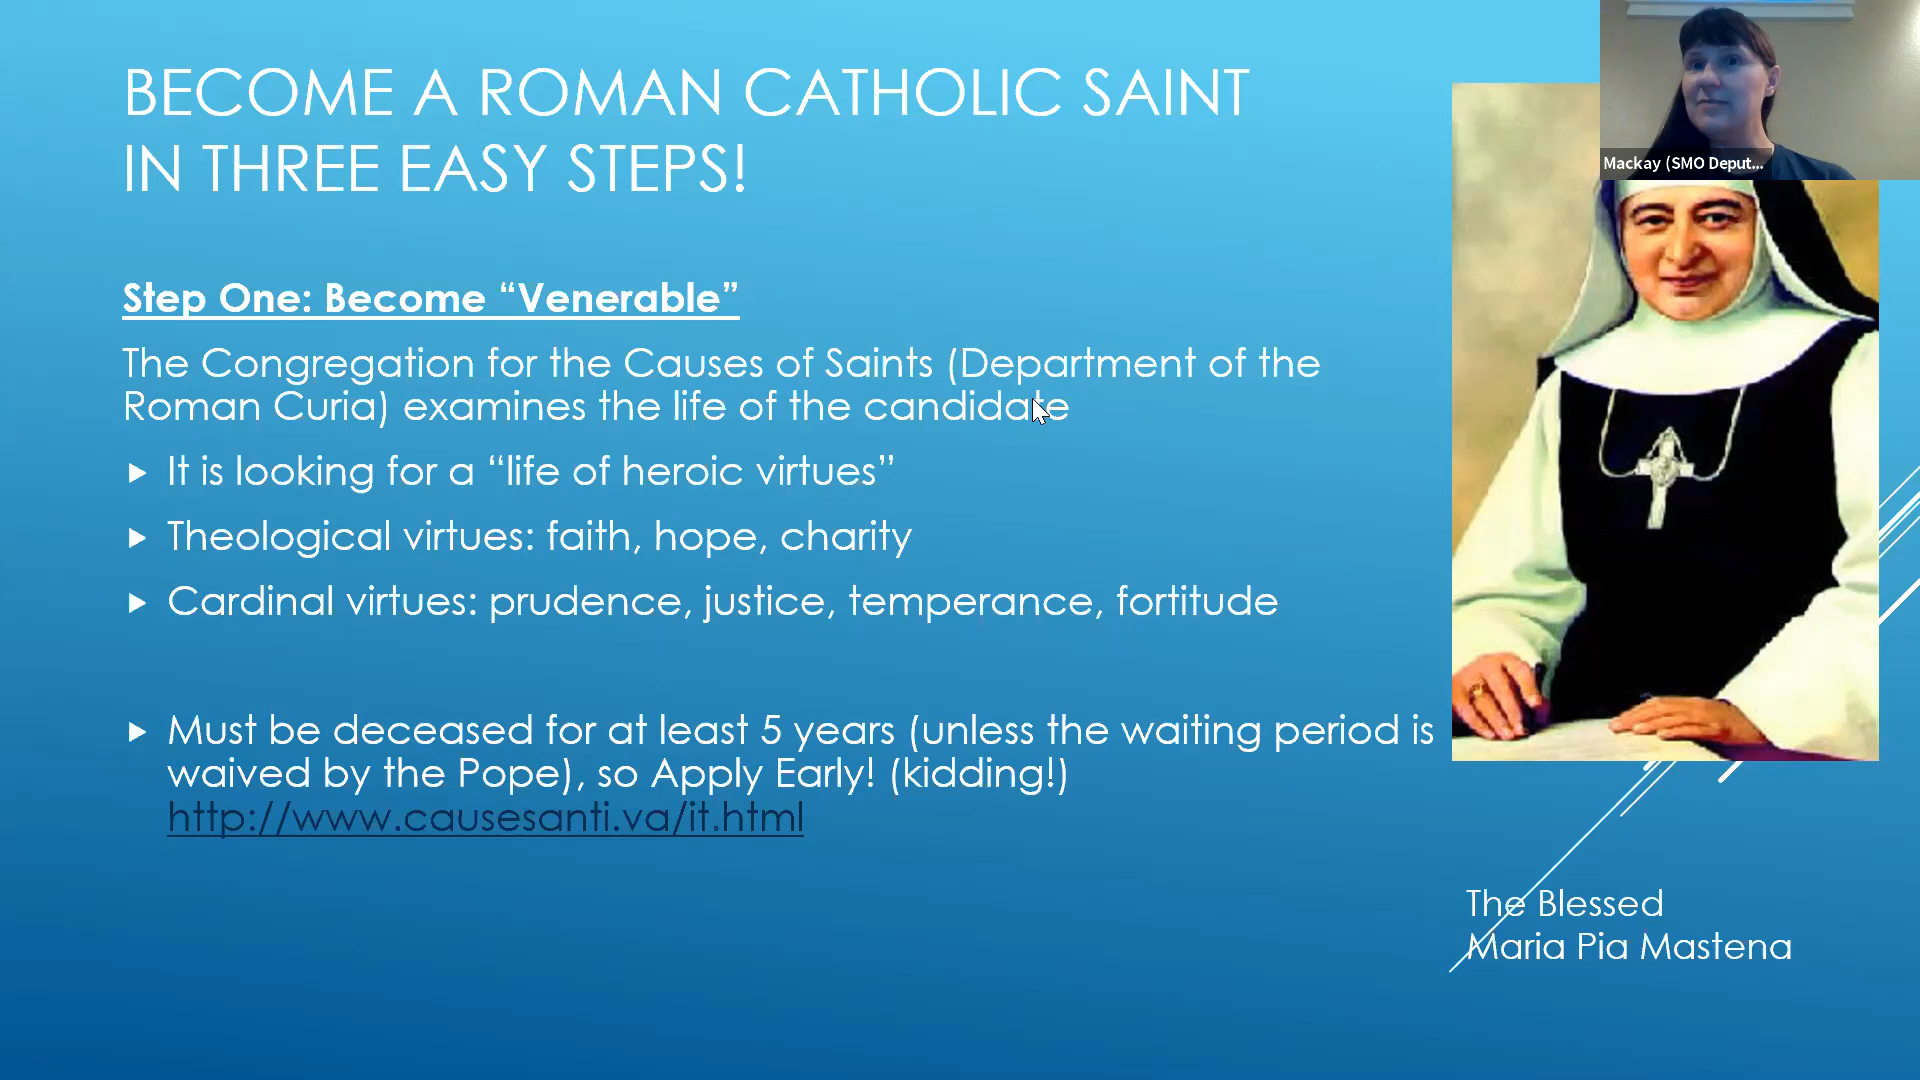 BECOME A ROMAN CATHOLIC SAINT
IN THREE EASY STEPS!
Mackay (SMO Deput...
Step One: Become “Venerable”
The Congregation for the Causes of Saints (Department of the
Roman Curia) examines the life of the candidate
It is looking for a “life of heroic virtues”
Theological virtues: faith, hope, charity
Cardinal virtues: prudence, justice, temperance, fortitude
Must be deceased for at least 5 years (unless the waiting period is
waived by the Pope), so Apply Early! (kidding!)
http://www.causesanti.va/it.html
The Blessed
Maria Pia Mastena